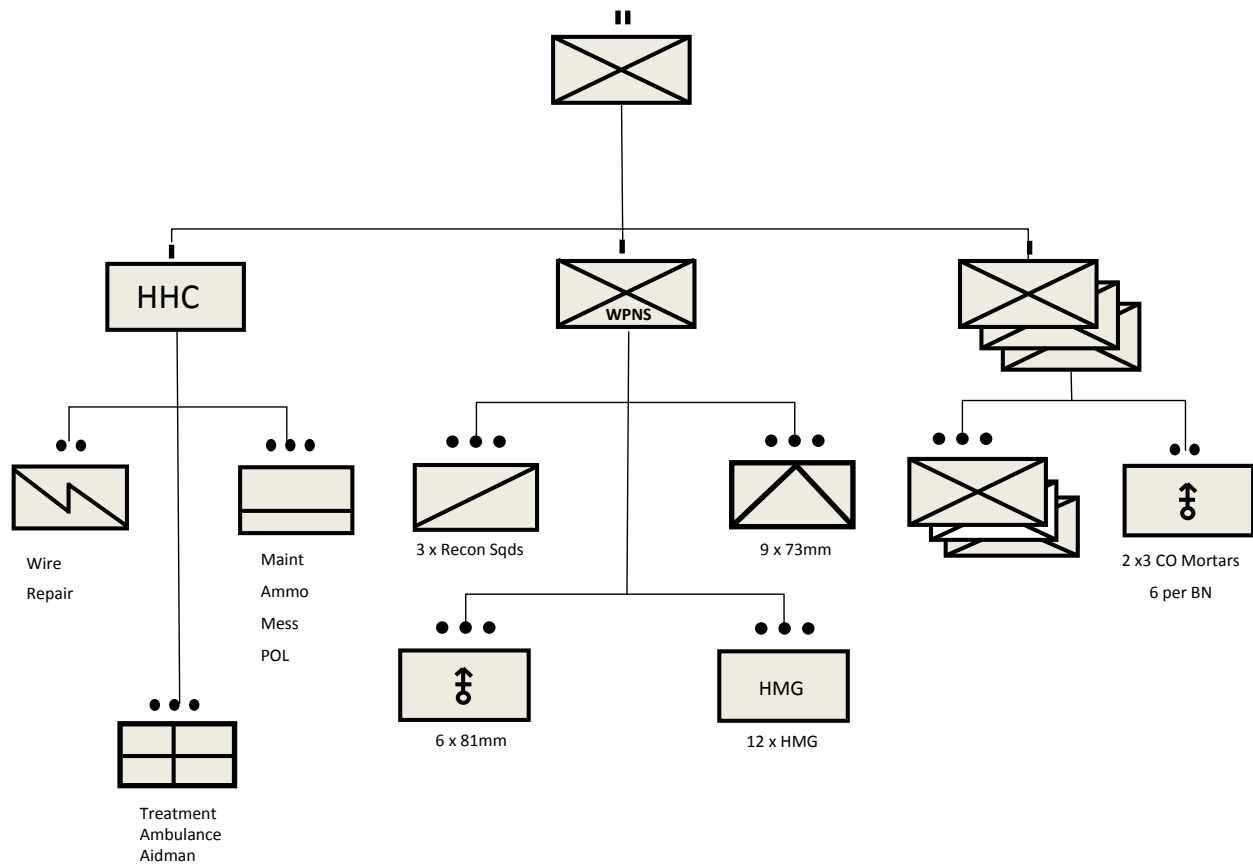 HHC
WPNS
Wire
Repair
Maint
Ammo
Mess
POL
3 x Recon Sqds
9 x 73mm
2 x3 CO Mortars
6 per BN
HMG
6 x 81mm
12 x HMG
Treatment
Ambulance
Aidman